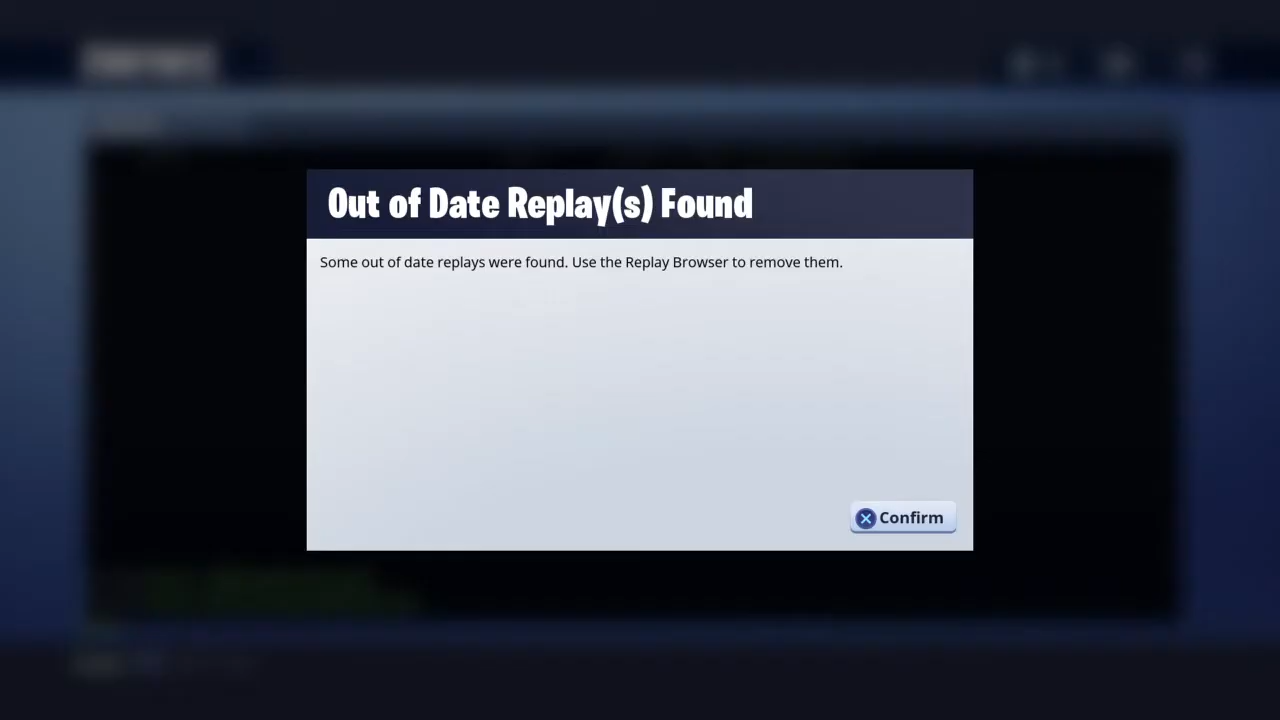 Out of Date Replay(s) Found
Some out of date replays were found. Use the Replay Browser to remove them.
Confirm